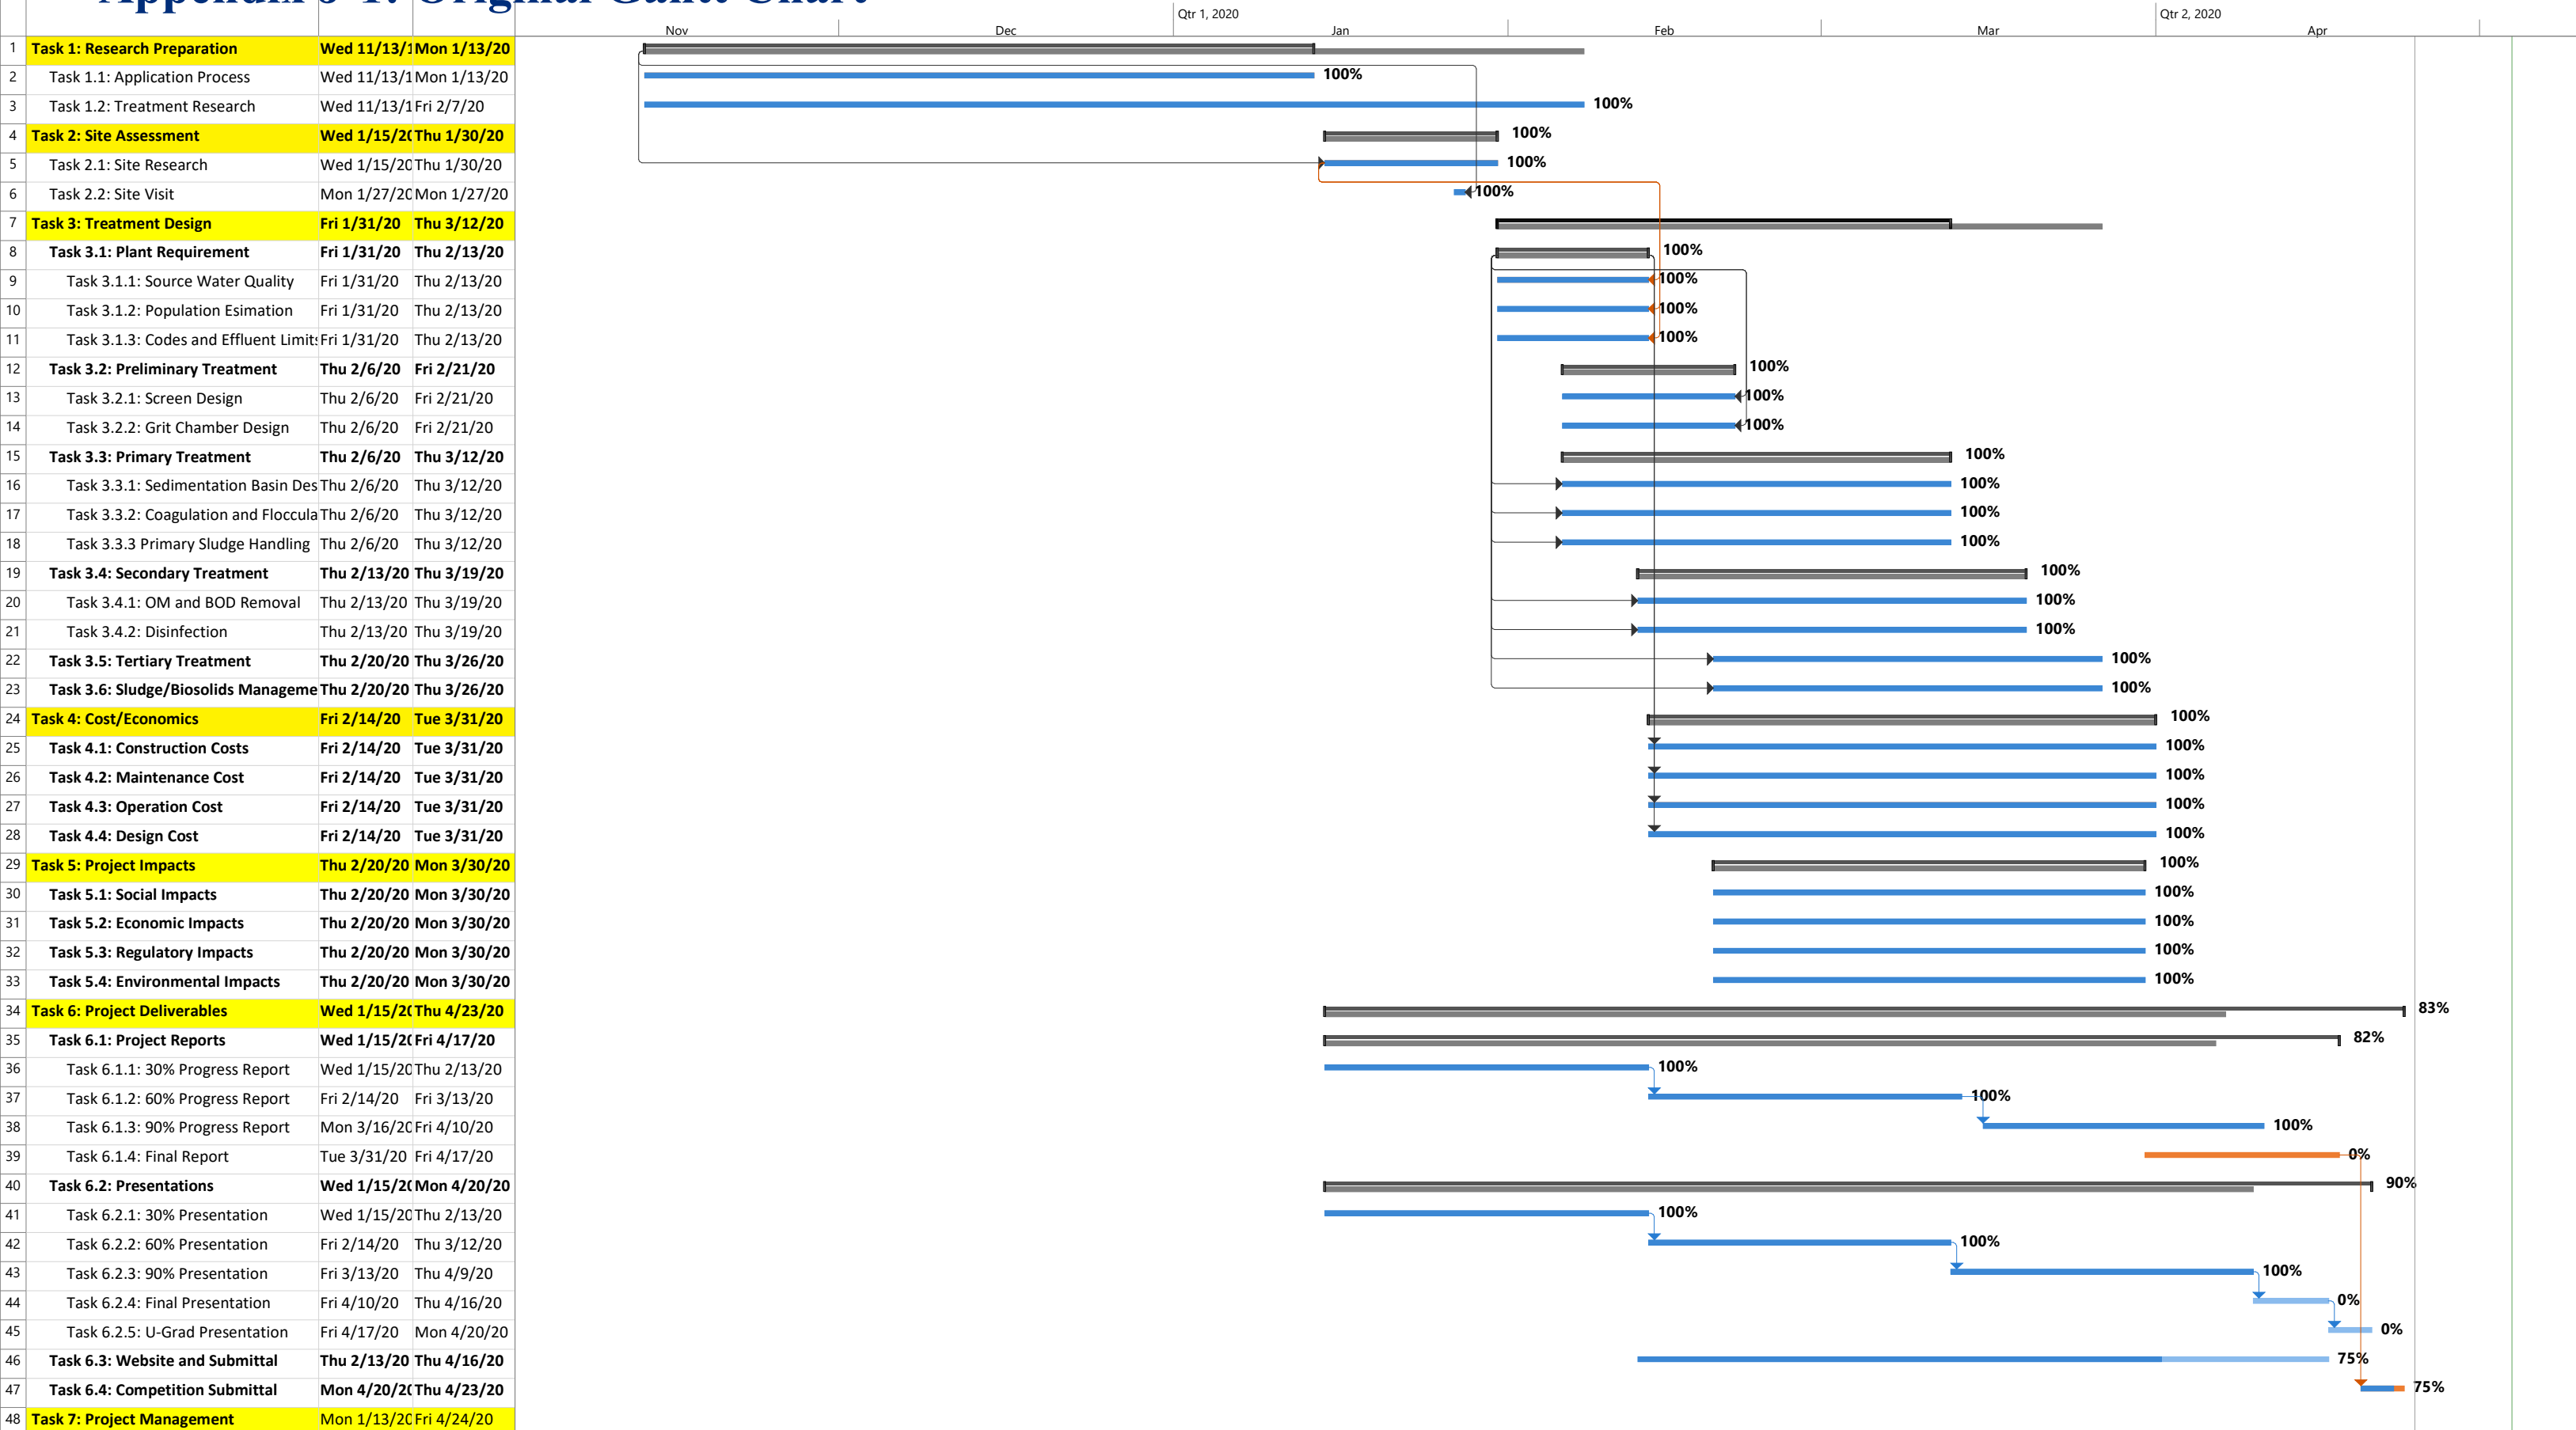 Appendix J-1: Original Gantt Chart
Qtr 1, 2020 Qtr 2, 2020
Nov Dec Jan Feb Mar Apr
1 Task 1: Research Preparation Wed 11/13/1 Mon 1/13/20
2 Task 1.1: Application Process Wed 11/13/1 Mon 1/13/20 100%
3 Task 1.2: Treatment Research Wed 11/13/1 Fri 2/7/20 100%
4 Task 2: Site Assessment Wed 1/15/20 Thu 1/30/20 100%
5 Task 2.1: Site Research Wed 1/15/20 Thu 1/30/20 100%
6 Task 2.2: Site Visit Mon 1/27/20 Mon 1/27/20 100%
7 Task 3: Treatment Design Fri 1/31/20 Thu 3/12/20
8 Task 3.1: Plant Requirement Fri 1/31/20 Thu 2/13/20 100%
9 Task 3.1.1: Source Water Quality Fri 1/31/20 Thu 2/13/20 100%
10 Task 3.1.2: Population Esimation Fri 1/31/20 Thu 2/13/20 100%
11 Task 3.1.3: Codes and Effluent Limits Fri 1/31/20 Thu 2/13/20 100%
12 Task 3.2: Preliminary Treatment Thu 2/6/20 Fri 2/21/20 100%
13 Task 3.2.1: Screen Design Thu 2/6/20 Fri 2/21/20 100%
14 Task 3.2.2: Grit Chamber Design Thu 2/6/20 Fri 2/21/20 100%
15 Task 3.3: Primary Treatment Thu 2/6/20 Thu 3/12/20 100%
16 Task 3.3.1: Sedimentation Basin Des Thu 2/6/20 Thu 3/12/20 100%
17 Task 3.3.2: Coagulation and Floccula Thu 2/6/20 Thu 3/12/20 100%
18 Task 3.3.3 Primary Sludge Handling Thu 2/6/20 Thu 3/12/20 100%
19 Task 3.4: Secondary Treatment Thu 2/13/20 Thu 3/19/20 100%
20 Task 3.4.1: OM and BOD Removal Thu 2/13/20 Thu 3/19/20 100%
21 Task 3.4.2: Disinfection Thu 2/13/20 Thu 3/19/20 100%
22 Task 3.5: Tertiary Treatment Thu 2/20/20 Thu 3/26/20 100%
23 Task 3.6: Sludge/Biosolids Manageme Thu 2/20/20 Thu 3/26/20 100%
24 Task 4: Cost/Economics Fri 2/14/20 Tue 3/31/20 100%
25 Task 4.1: Construction Costs Fri 2/14/20 Tue 3/31/20 100%
26 Task 4.2: Maintenance Cost Fri 2/14/20 Tue 3/31/20 100%
27 Task 4.3: Operation Cost Fri 2/14/20 Tue 3/31/20 100%
28 Task 4.4: Design Cost Fri 2/14/20 Tue 3/31/20 100%
29 Task 5: Project Impacts Thu 2/20/20 Mon 3/30/20 100%
30 Task 5.1: Social Impacts Thu 2/20/20 Mon 3/30/20 100%
31 Task 5.2: Economic Impacts Thu 2/20/20 Mon 3/30/20 100%
32 Task 5.3: Regulatory Impacts Thu 2/20/20 Mon 3/30/20 100%
33 Task 5.4: Environmental Impacts Thu 2/20/20 Mon 3/30/20 100%
34 Task 6: Project Deliverables Wed 1/15/20 Thu 4/23/20 83%
35 Task 6.1: Project Reports Wed 1/15/20 Fri 4/17/20 82%
36 Task 6.1.1: 30% Progress Report Wed 1/15/20 Thu 2/13/20 100%
37 Task 6.1.2: 60% Progress Report Fri 2/14/20 Fri 3/13/20 100%
38 Task 6.1.3: 90% Progress Report Mon 3/16/20 Fri 4/10/20 100%
39 Task 6.1.4: Final Report Tue 3/31/20 Fri 4/17/20 0%
40 Task 6.2: Presentations Wed 1/15/20 Mon 4/20/20 90%
41 Task 6.2.1: 30% Presentation Wed 1/15/20 Thu 2/13/20 100%
42 Task 6.2.2: 60% Presentation Fri 2/14/20 Thu 3/12/20 100%
43 Task 6.2.3: 90% Presentation Fri 3/13/20 Thu 4/9/20 100%
44 Task 6.2.4: Final Presentation Fri 4/10/20 Thu 4/16/20 0%
45 Task 6.2.5: U-Grad Presentation Fri 4/17/20 Mon 4/20/20 0%
46 Task 6.3: Website and Submittal Thu 2/13/20 Thu 4/16/20 75%
47 Task 6.4: Competition Submittal Mon 4/20/20 Thu 4/23/20 75%
48 Task 7: Project Management Mon 1/13/20 Fri 4/24/20